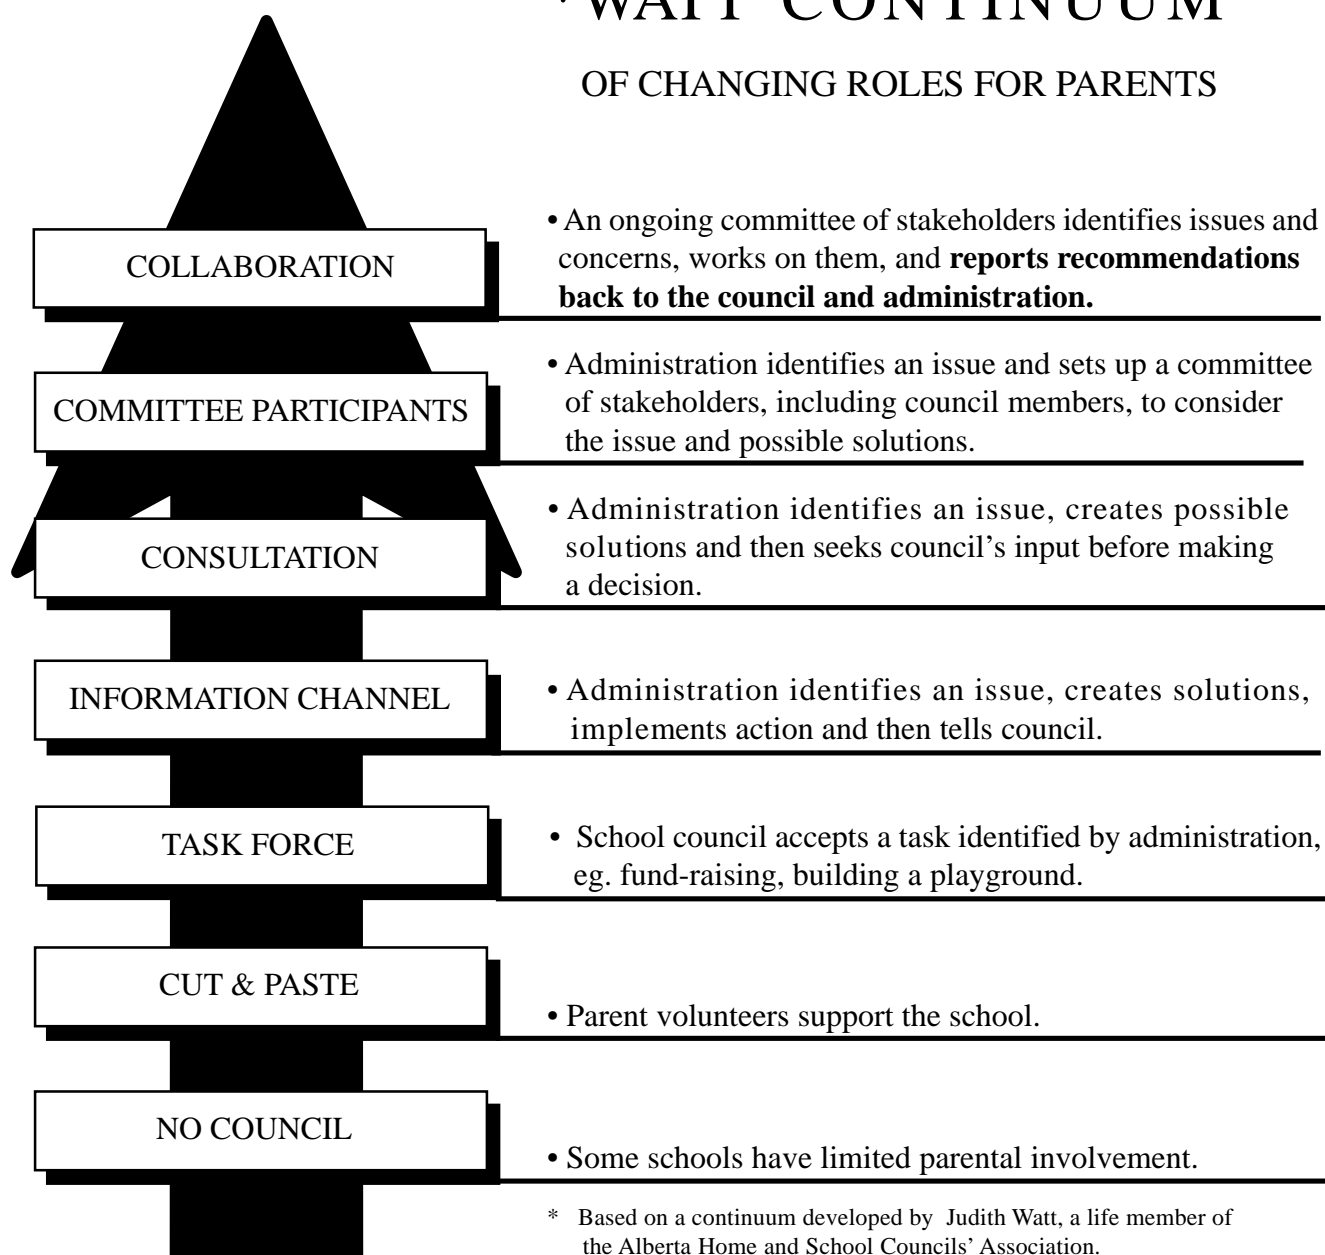 *WATT CONTINUUM
OF CHANGING ROLES FOR PARENTS
COLLABORATION
• An ongoing committee of stakeholders identifies issues and
concerns, works on them, and reports recommendations
back to the council and administration.
COMMITTEE PARTICIPANTS
• Administration identifies an issue and sets up a committee
of stakeholders, including council members, to consider
the issue and possible solutions.
CONSULTATION
• Administration identifies an issue, creates possible
solutions and then seeks council's input before making
a decision.
INFORMATION CHANNEL
• Administration identifies an issue, creates solutions,
implements action and then tells council.
TASK FORCE
• School council accepts a task identified by administration,
eg. fund-raising, building a playground.
CUT & PASTE
• Parent volunteers support the school.
NO COUNCIL
• Some schools have limited parental involvement.
* Based on a continuum developed by Judith Watt, a life member of
the Alberta Home and School Councils' Association.